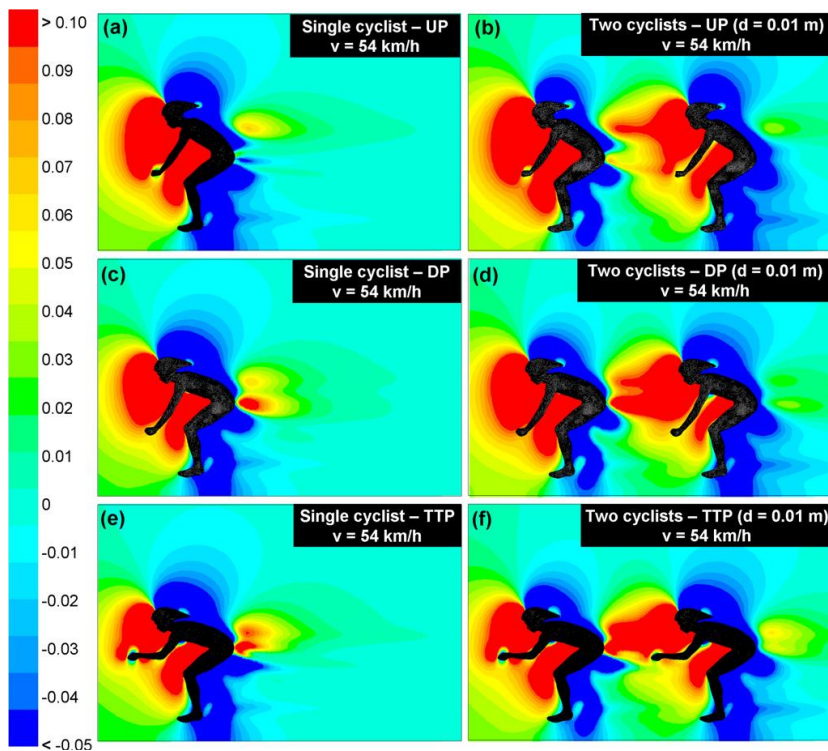 > 0.10
0.09
0.08
0.07
0.06
0.05
0.04
0.03
0.02
0.01
0
-0.01
-0.02
-0.03
-0.04
< -0.05
(a)
Single cyclist – UP
v = 54 km/h
(b)
Two cyclists – UP (d = 0.01 m)
v = 54 km/h
(c)
Single cyclist – DP
v = 54 km/h
(d)
Two cyclists – DP (d = 0.01 m)
v = 54 km/h
(e)
Single cyclist – TTP
v = 54 km/h
(f)
Two cyclists – TTP (d = 0.01 m)
v = 54 km/h